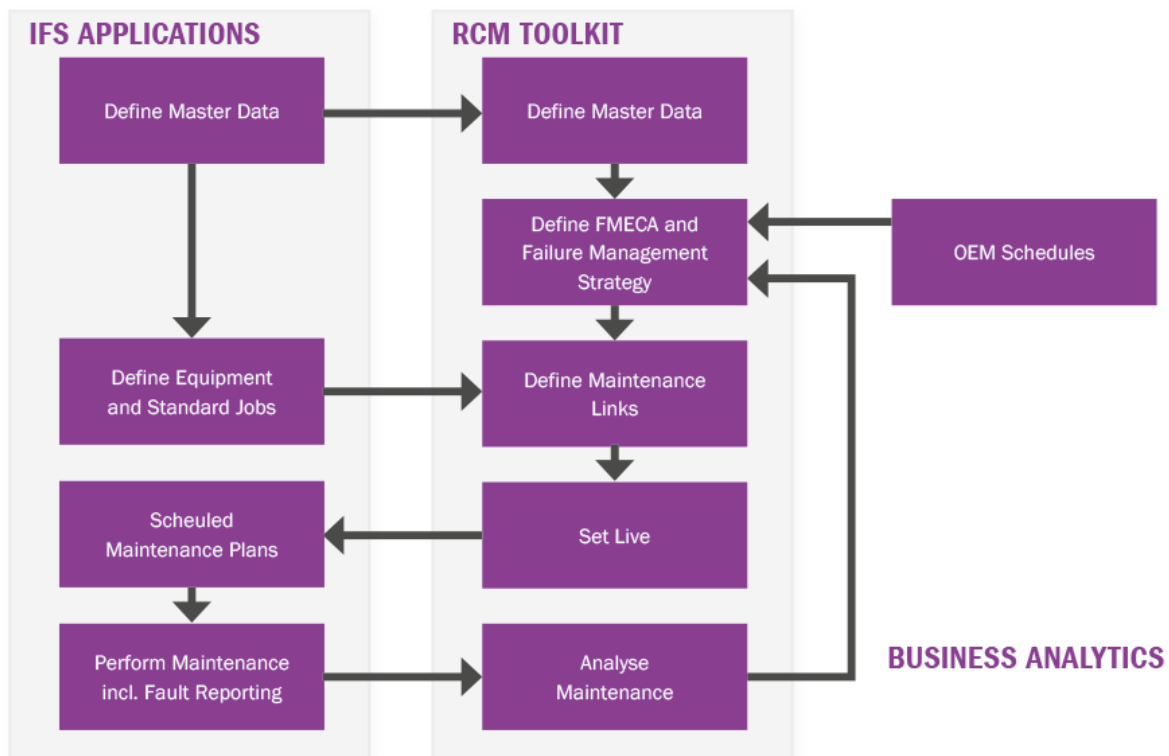 IFS APPLICATIONS
RCM TOOLKIT
Define Master Data
Define Master Data
Define FMECA and
Failure Management
Strategy
OEM Schedules
Define Equipment
and Standard Jobs
Define Maintenance
Links
Scheuled
Maintenance Plans
Set Live
Perform Maintenance
incl. Fault Reporting
Analyse
Maintenance
BUSINESS ANALYTICS